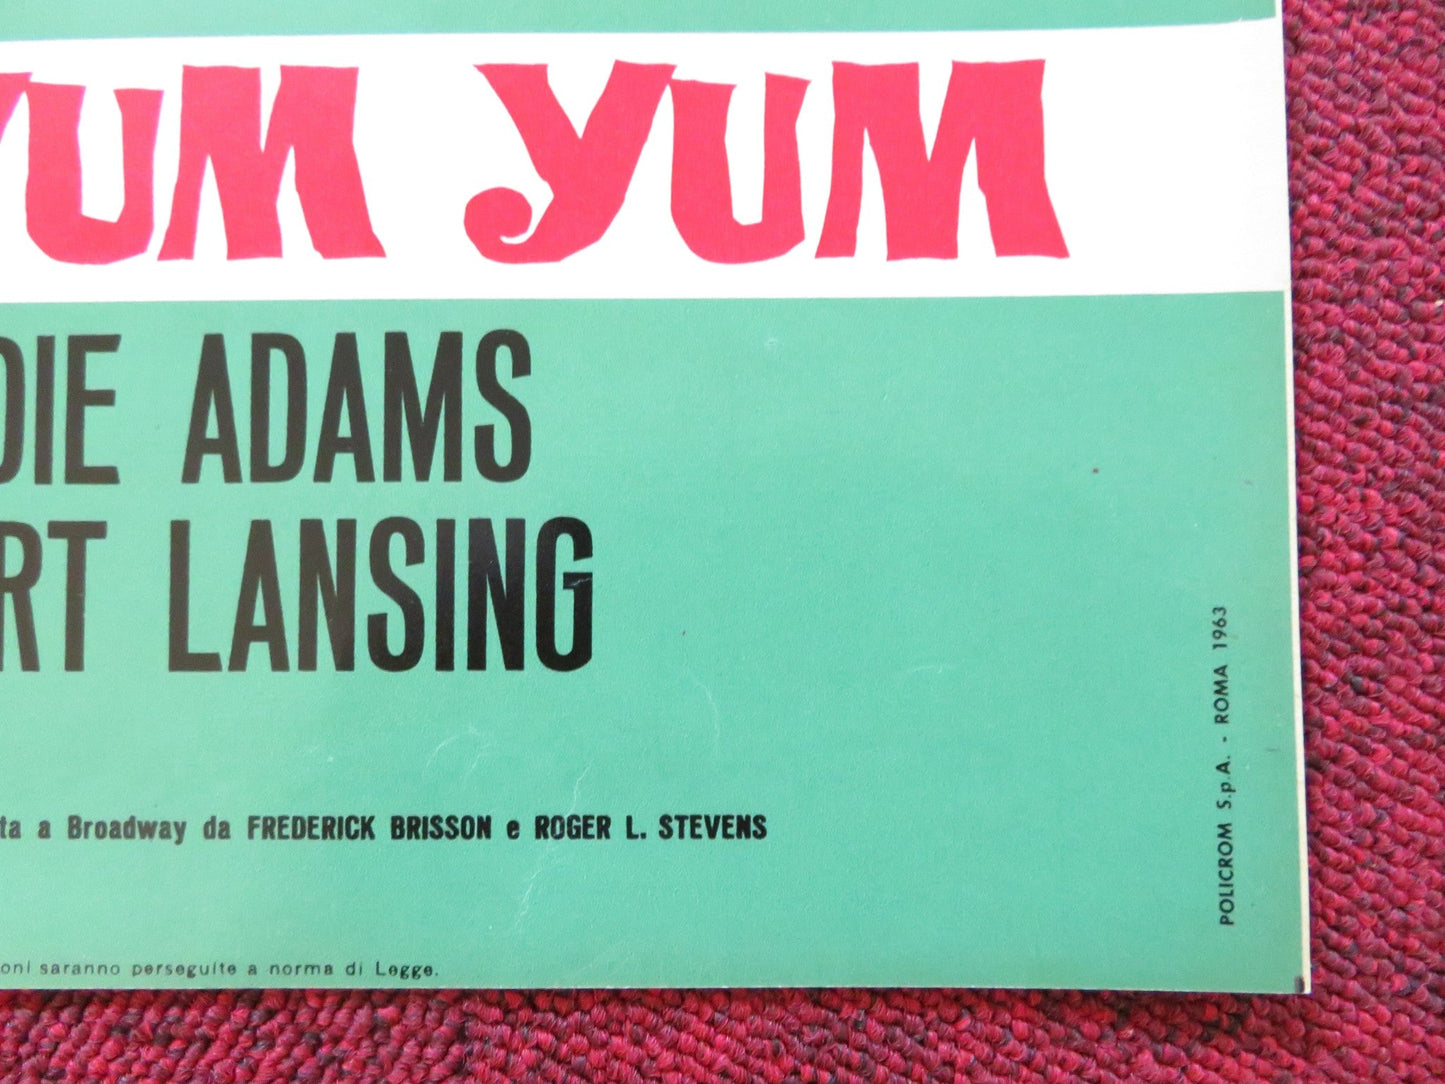 YUM YUM
DIE ADAMS
RT LANSING
ta a Broadway da FREDERICK BRISSON e ROGER L. STEVENS
oni saranno perseguite a norma di Legge.
POLICROM S.p.A. - ROMA 1963